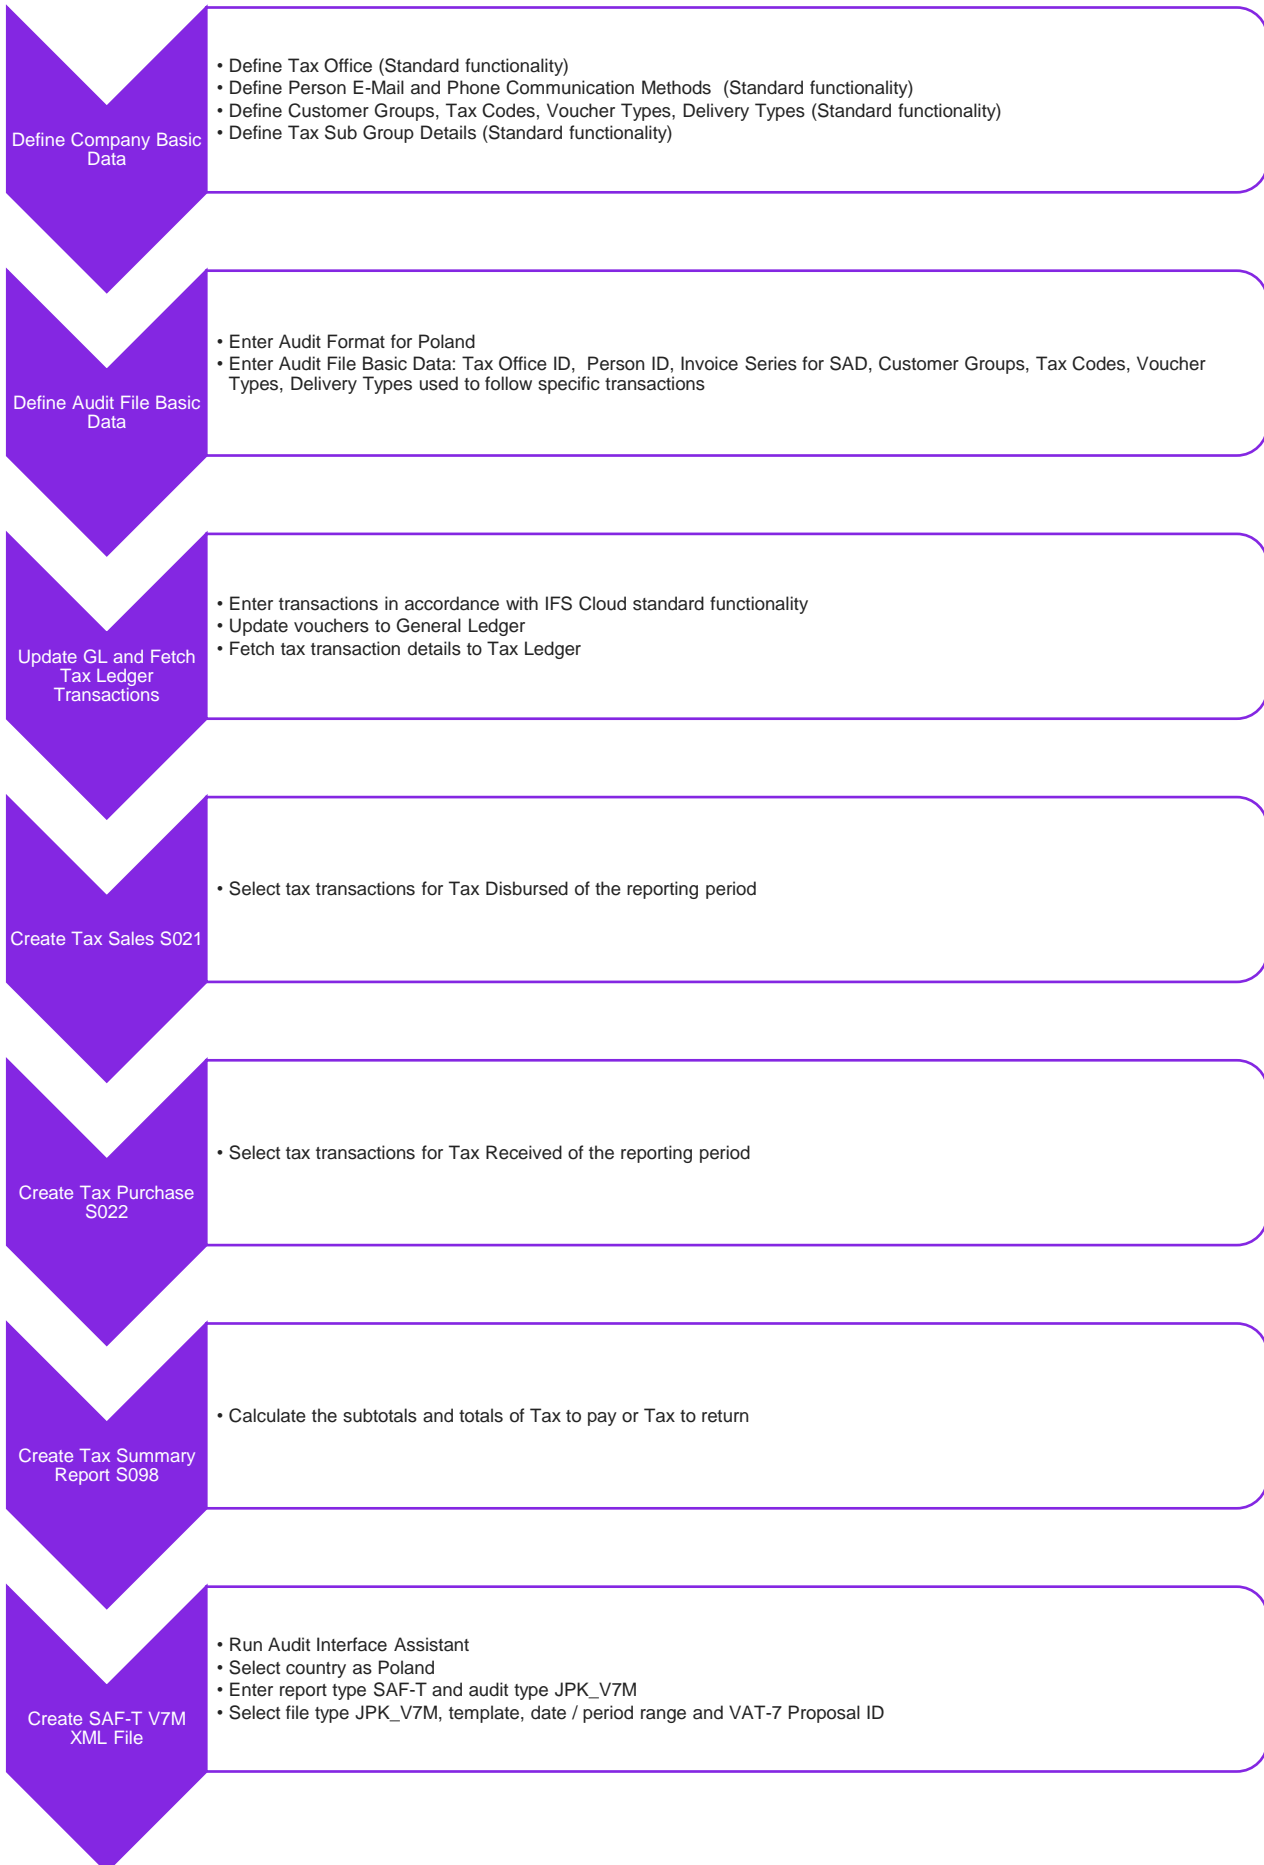 Define Company Basic
Data
• Define Tax Office (Standard functionality)
• Define Person E-Mail and Phone Communication Methods  (Standard functionality)
• Define Customer Groups, Tax Codes, Voucher Types, Delivery Types (Standard functionality)
• Define Tax Sub Group Details (Standard functionality)
Define Audit File Basic
Data
• Enter Audit Format for Poland
• Enter Audit File Basic Data: Tax Office ID,  Person ID, Invoice Series for SAD, Customer Groups, Tax Codes, Voucher
Types, Delivery Types used to follow specific transactions
Update GL and Fetch
Tax Ledger
Transactions
• Enter transactions in accordance with IFS Cloud standard functionality
• Update vouchers to General Ledger
• Fetch tax transaction details to Tax Ledger
Create Tax Sales S021
• Select tax transactions for Tax Disbursed of the reporting period
Create Tax Purchase
S022
• Select tax transactions for Tax Received of the reporting period
Create Tax Summary
Report S098
• Calculate the subtotals and totals of Tax to pay or Tax to return
Create SAF-T V7M
XML File
• Run Audit Interface Assistant
• Select country as Poland
• Enter report type SAF-T and audit type JPK_V7M
• Select file type JPK_V7M, template, date / period range and VAT-7 Proposal ID